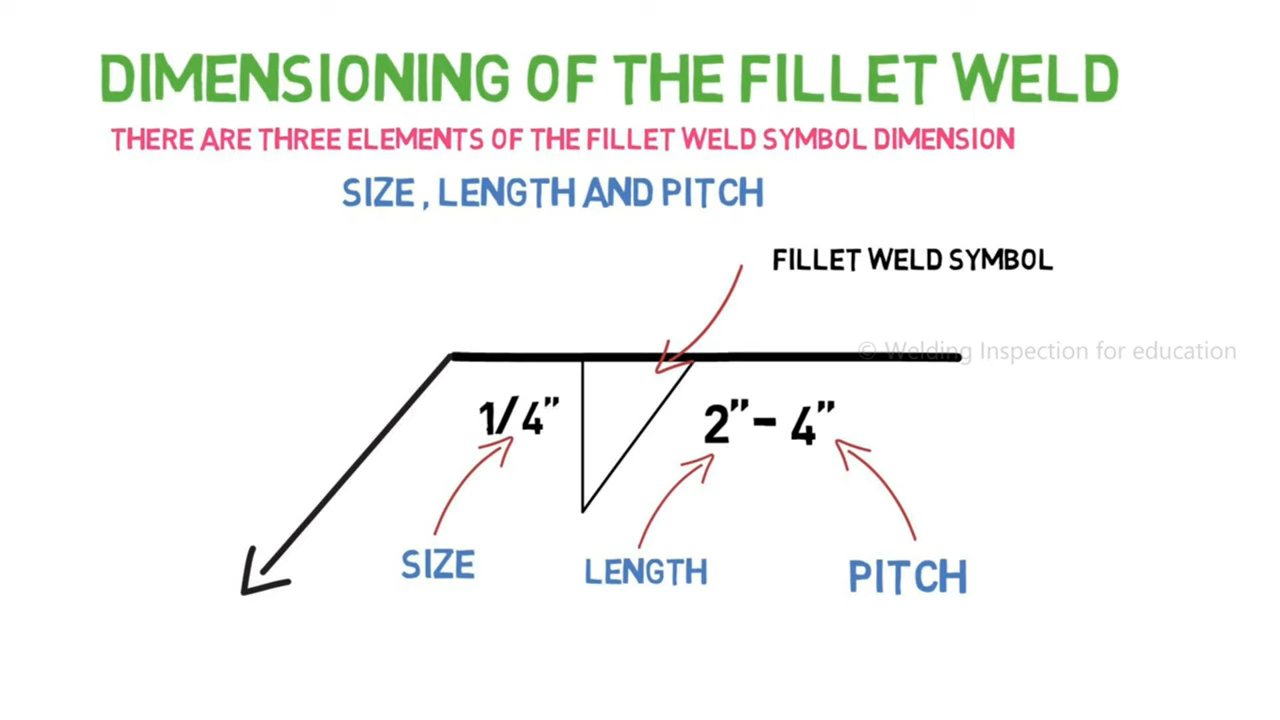 DIMENSIONING OF THE FILLET WELD
THERE ARE THREE ELEMENTS OF THE FILLET WELD SYMBOL DIMENSION
SIZE, LENGTH AND PITCH
FILLET WELD SYMBOL
© Welding Inspection for education
1/4” 2”- 4”
SIZE LENGTH PITCH